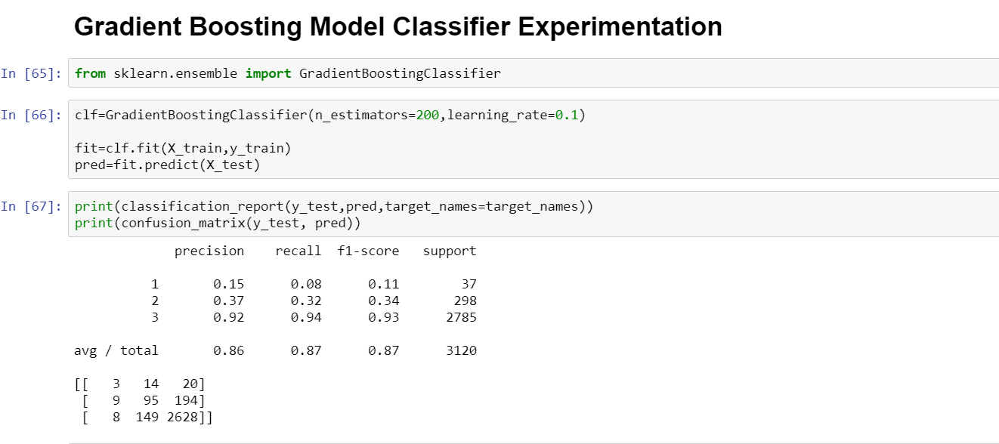 Gradient Boosting Model Classifier Experimentation
In [65]: from sklearn.ensemble import GradientBoostingClassifier
In [66]: clf=GradientBoostingClassifier(n_estimators=200,learning_rate=0.1)
fit=clf.fit(X_train,y_train)
pred=fit.predict(X_test)
In [67]: print(classification_report(y_test,pred,target_names=target_names))
print(confusion_matrix(y_test, pred))
precision recall f1-score support
1 0.15 0.08 0.11 37
2 0.37 0.32 0.34 298
3 0.92 0.94 0.93 2785
avg / total 0.86 0.87 0.87 3120
[[ 3 14 20]
[ 9 95 194]
[ 8 149 2628]]